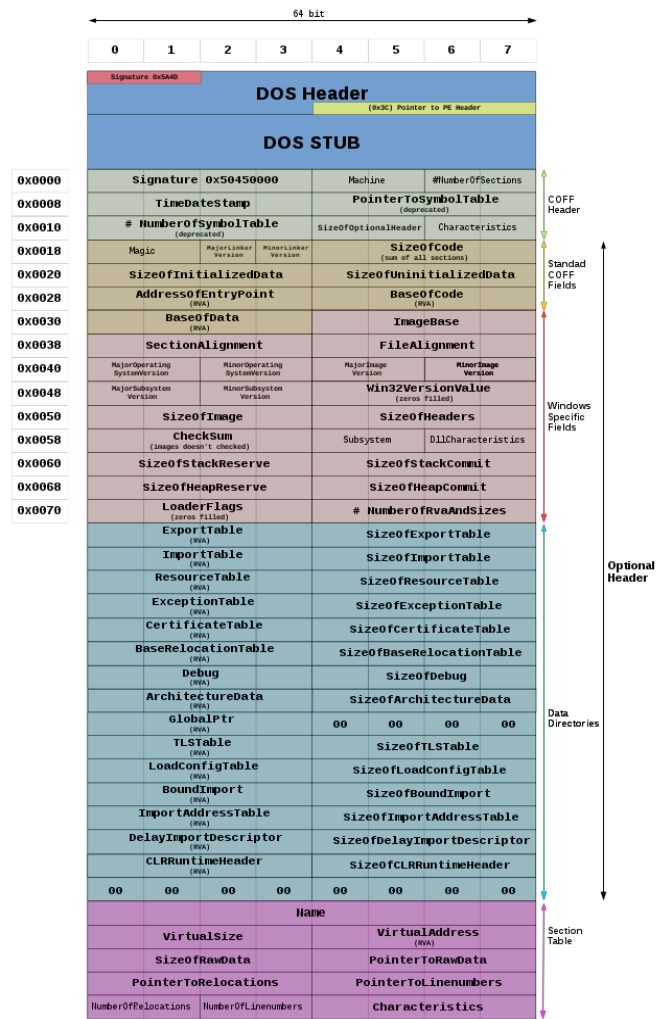 64 bit
0 1 2 3 4 5 6 7
Signature 0x5A4D
DOS Header
(0x3C) Pointer to PE Header
DOS STUB
0x0000 Signature 0x50450000 Machine #NumberOfSections
0x0008 TimeDateStamp PointerToSymbolTable
(deprecated)
0x0010 # NumberOfSymbolTable SizeOfOptionalHeader Characteristics
(deprecated)
COFF
Header
0x0018 Magic MajorLinker MinorLinker SizeOfCode
Version Version (sum of all sections)
0x0020 SizeOfInitializedData SizeOfUninitializedData
Standad
COFF
Fields
0x0028 AddressOfEntryPoint BaseOfCode
(RVA) (RVA)
0x0030 BaseOfData ImageBase
(RVA)
0x0038 SectionAlignment FileAlignment
0x0040 MajorOperating MinorOperating MajorImage MinorImage
SystemVersion SystemVersion Version Version
0x0048 MajorSubsystem MinorSubsystem Win32VersionValue
Version Version (zeros filled)
0x0050 SizeOfImage SizeOfHeaders
Windows
Specific
Fields
0x0058 CheckSum Subsystem DllCharacteristics
(images doesn't checked)
0x0060 SizeOfStackReserve SizeOfStackCommit
0x0068 SizeOfHeapReserve SizeOfHeapCommit
0x0070 LoaderFlags # NumberOfRvaAndSizes
(zeros filled)
ExportTable SizeOfExportTable
(RVA)
ImportTable SizeOfImportTable
(RVA)
Optional
Header
ResourceTable SizeOfResourceTable
(RVA)
ExceptionTable SizeOfExceptionTable
(RVA)
CertificateTable SizeOfCertificateTable
(RVA)
BaseRelocationTable SizeOfBaseRelocationTable
(RVA)
Debug SizeOfDebug
(RVA)
ArchitectureData SizeOfArchitectureData
(RVA)
GlobalPtr 00 00 00 00
(RVA)
Data
Directories
TLSTable SizeOfTLSTable
(RVA)
LoadConfigTable SizeOfLoadConfigTable
(RVA)
BoundImport SizeOfBoundImport
(RVA)
ImportAddressTable SizeOfImportAddressTable
(RVA)
DelayImportDescriptor SizeOfDelayImportDescriptor
(RVA)
CLRRuntimeHeader SizeOfCLRRuntimeHeader
(RVA)
00 00 00 00 00 00 00 00
Name
VirtualSize VirtualAddress
(RVA)
Section
Table
SizeOfRawData PointerToRawData
PointerToRelocations PointerToLinenumbers
NumberOfRelocations NumberOfLinenumbers Characteristics